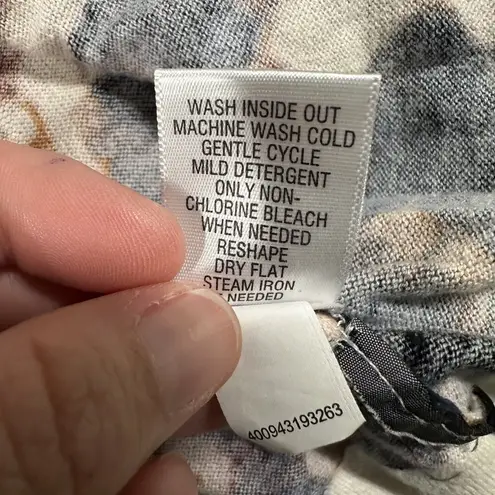 WASH INSIDE OUT
MACHINE WASH COLD
GENTLE CYCLE
MILD DETERGENT
ONLY NON-
CHLORINE BLEACH
WHEN NEEDED
RESHAPE
DRY FLAT
STEAM IRON
NEEDED
400943193263